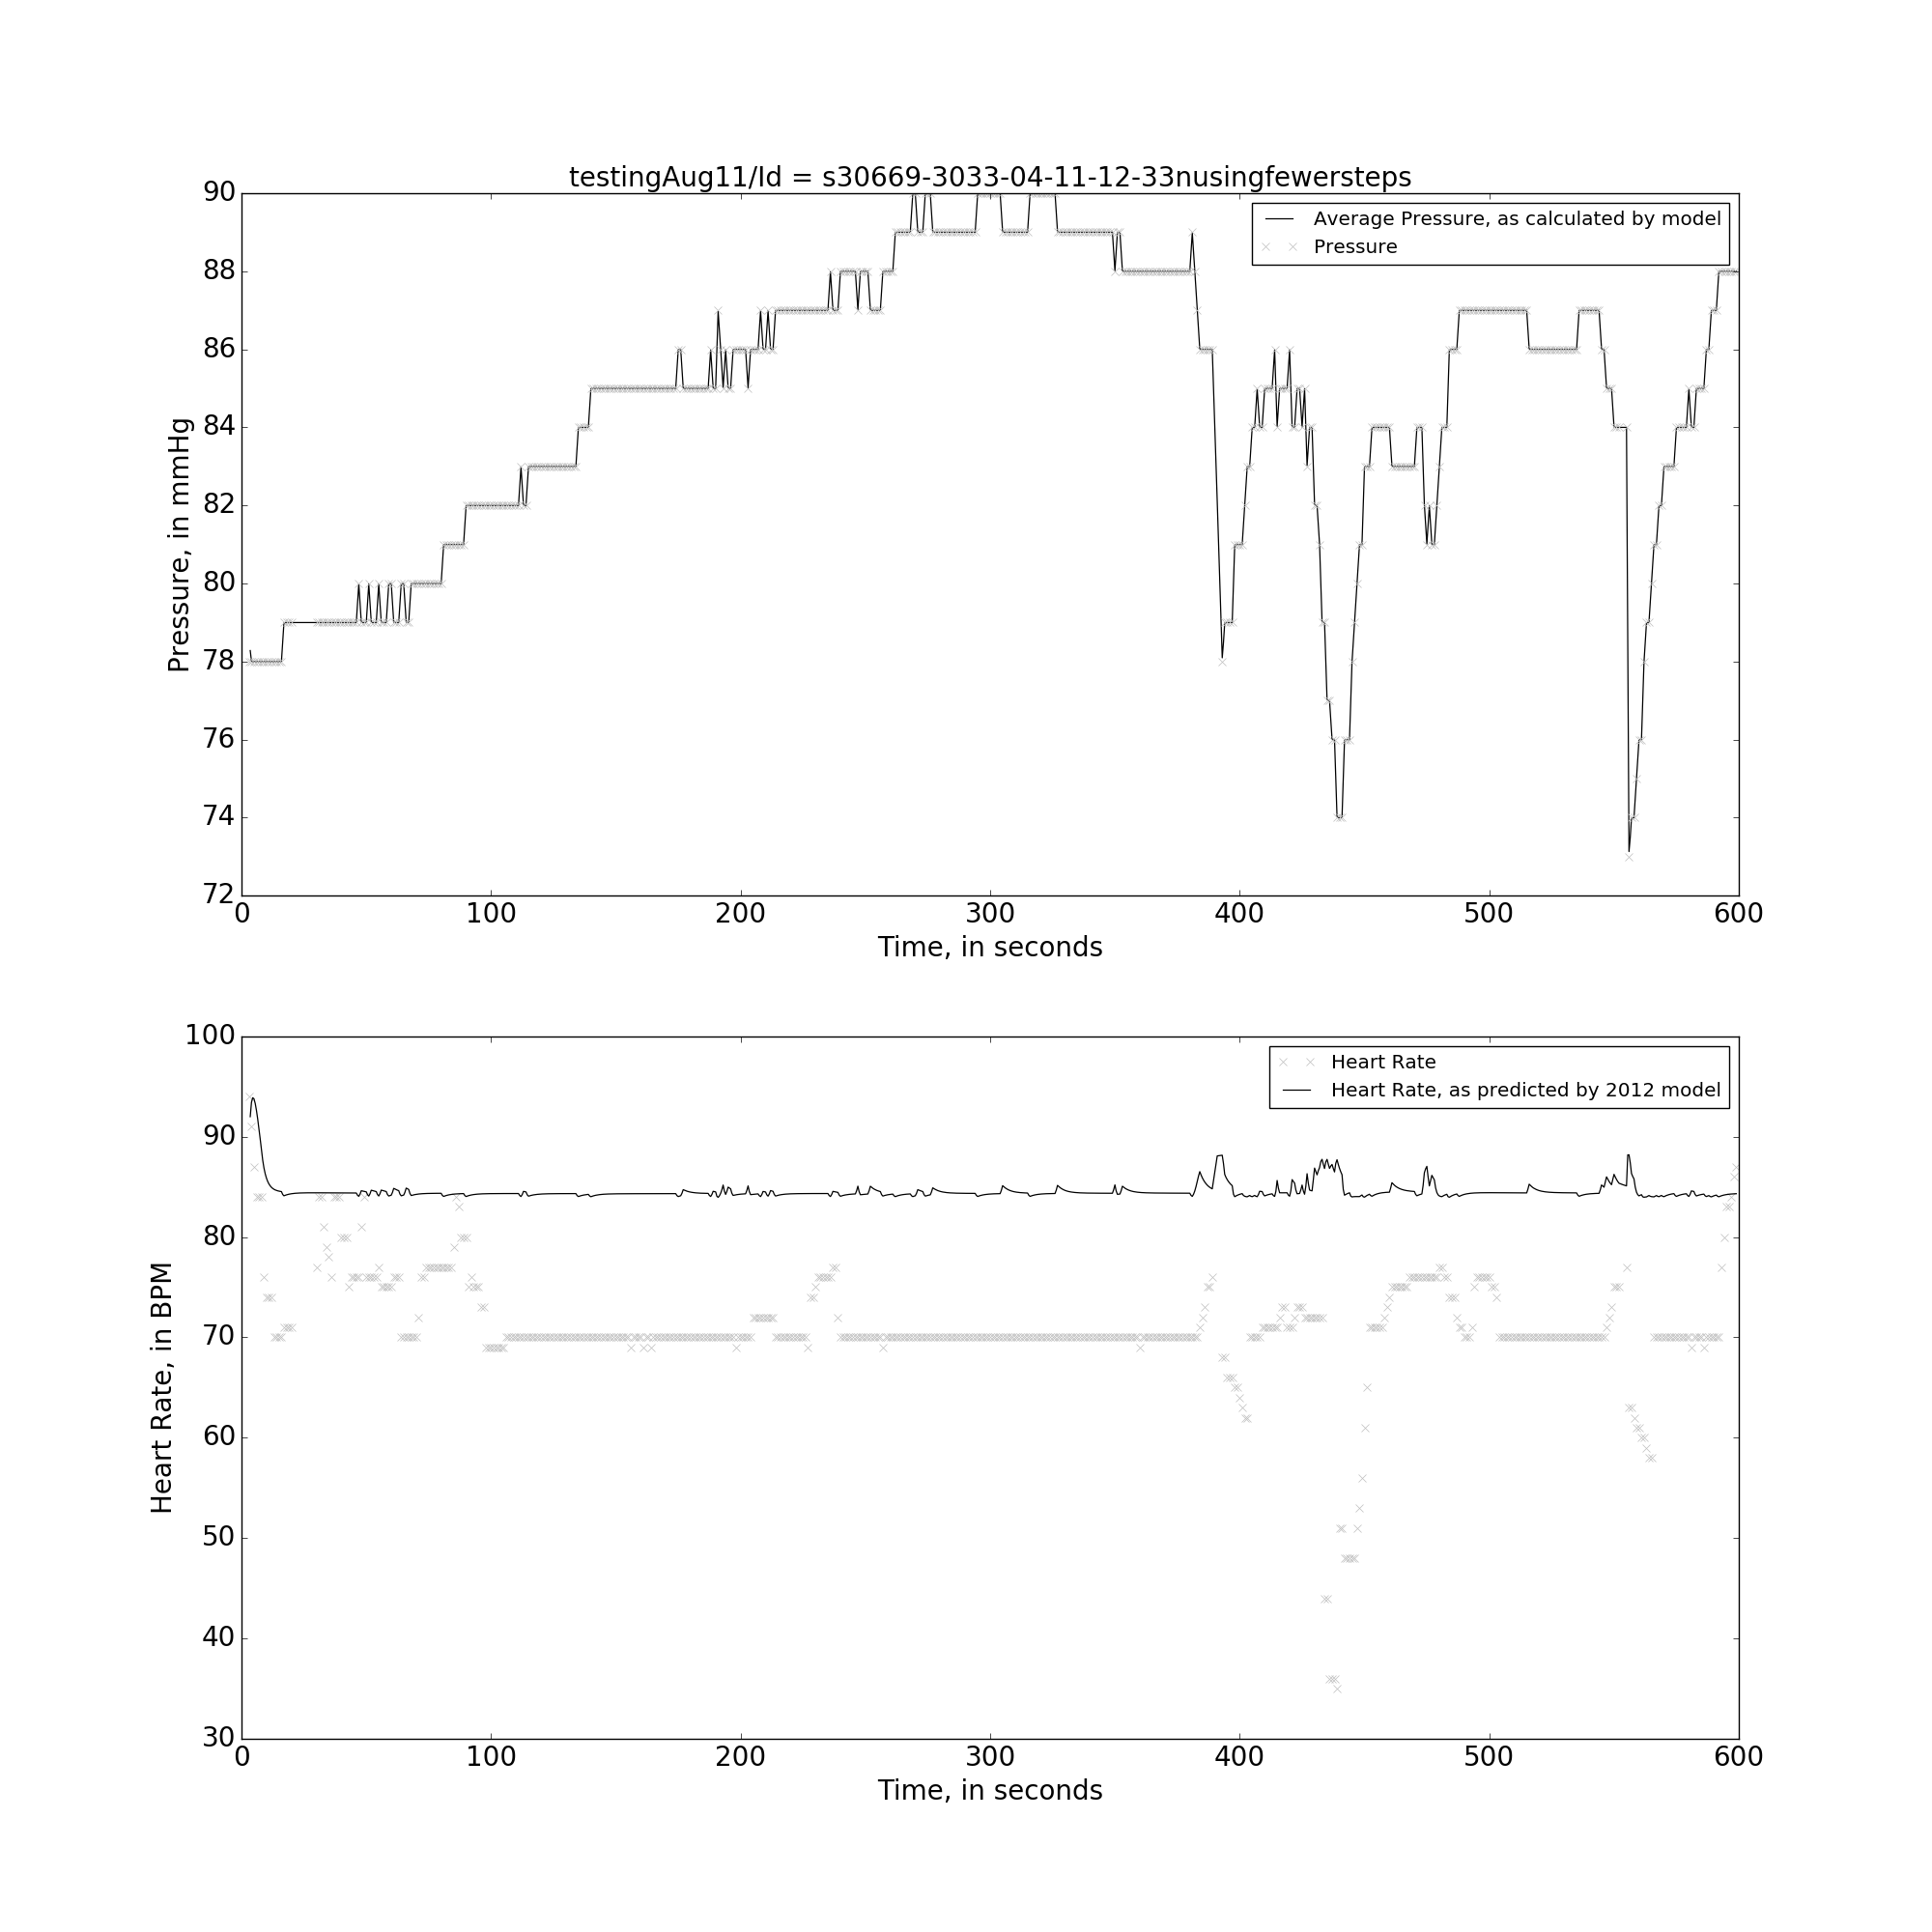 testingAug11/Id = s30669-3033-04-11-12-33nusingfewersteps
90
88
86
84
82
80
78
76
74
72
Pressure, in mmHg
Average Pressure, as calculated by model
Pressure
0 100 200 300 400 500 600
Time, in seconds
100
90
80
70
60
50
40
30
Heart Rate, in BPM
Heart Rate
Heart Rate, as predicted by 2012 model
0 100 200 300 400 500 600
Time, in seconds